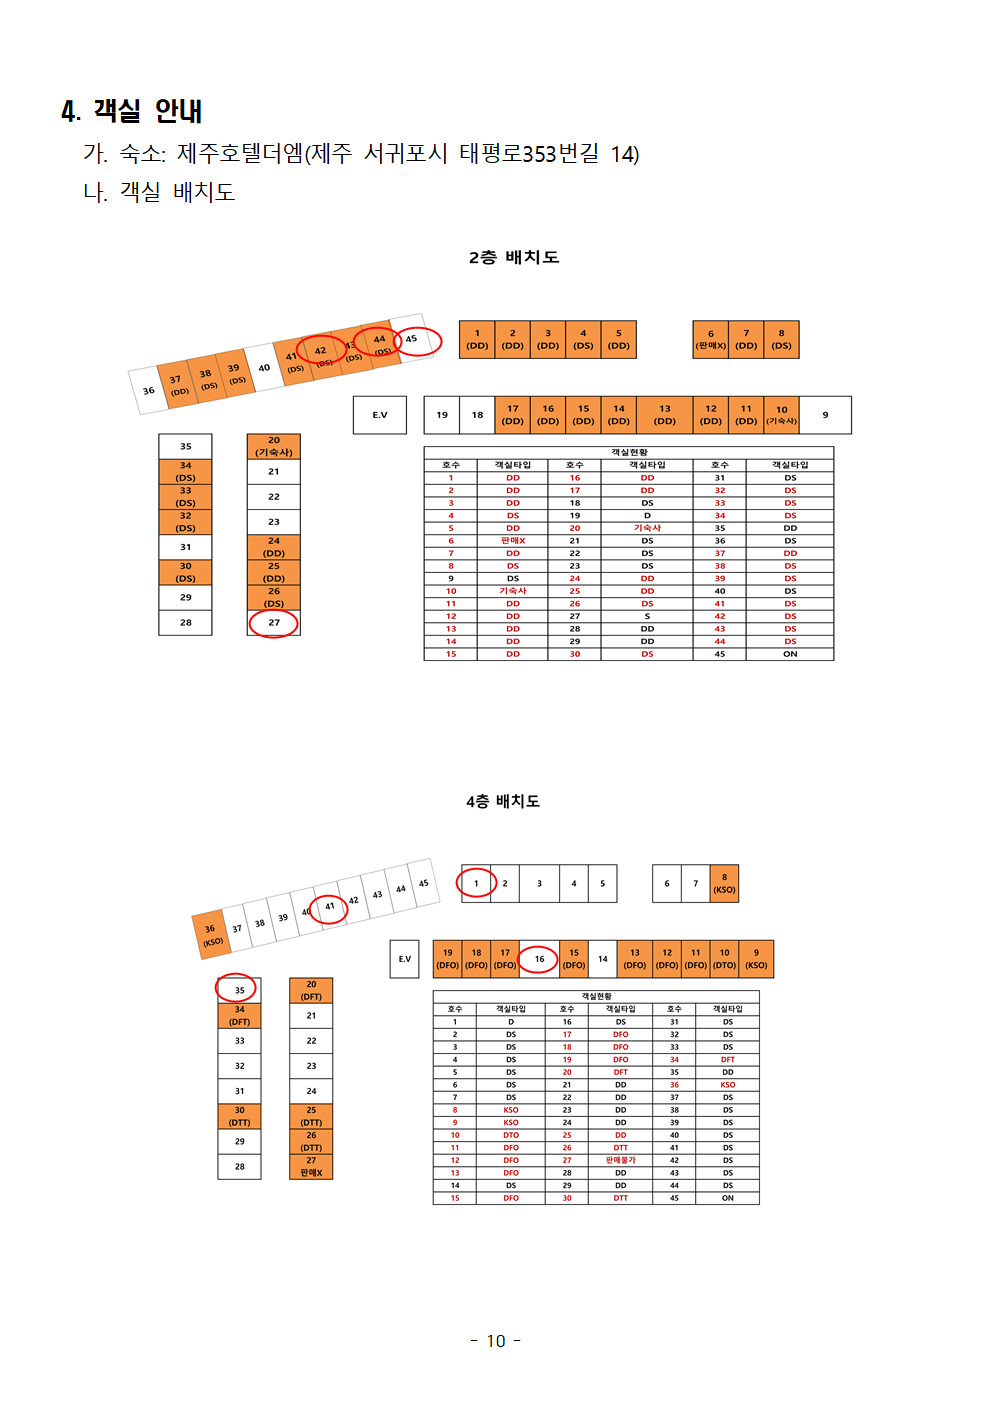 4. 객실 안내
가. 숙소: 제주호텔더엠(제주 서귀포시 태평로353번길 14)
나. 객실 배치도
2층 배치도
36 37 (DD) 38 (DS) 39 (DS) 40 41 (DS) 42 (DS) 43 (DS) 44 (DS) 45
1 (DD) 2 (DD) 3 (DD) 4 (DS) 5 (DD)
6 (판매X) 7 (DD) 8 (DS)
E.V
19 18 17 (DD) 16 (DD) 15 (DD) 14 (DD) 13 (DD) 12 (DD) 11 (DD) 10 (기숙사) 9
35
34 (DS)
33 (DS)
32 (DS)
31
30 (DS)
29
28
20 (기숙사)
21
22
23
24 (DD)
25 (DD)
26 (DS)
27
객실현황
호수 객실타입 호수 객실타입 호수 객실타입
1 DD 16 DD 31 DS
2 DD 17 DD 32 DS
3 DD 18 DS 33 DS
4 DS 19 D 34 DS
5 DD 20 기숙사 35 DD
6 판매X 21 DS 36 DS
7 DD 22 DS 37 DD
8 DS 23 DS 38 DS
9 DS 24 DD 39 DS
10 기숙사 25 DD 40 DS
11 DD 26 DS 41 DS
12 DD 27 S 42 DS
13 DD 28 DD 43 DS
14 DD 29 DD 44 DS
15 DD 30 DS 45 ON
4층 배치도
36 (KSO) 37 38 39 40 41 42 43 44 45
1 2 3 4 5
6 7 8 (KSO)
E.V
19 (DFO) 18 (DFO) 17 (DFO) 16 15 (DFO) 14 13 (DFO) 12 (DFO) 11 (DFO) 10 (DTO) 9 (KSO)
35
34 (DFT)
33
32
31
30 (DTT)
29
28
20 (DFT)
21
22
23
24
25 (DTT)
26 (DTT)
27 판매X
객실현황
호수 객실타입 호수 객실타입 호수 객실타입
1 D 16 DS 31 DS
2 DS 17 DFO 32 DS
3 DS 18 DFO 33 DS
4 DS 19 DFO 34 DFT
5 DS 20 DFT 35 DD
6 DS 21 DD 36 KSO
7 DS 22 DD 37 DS
8 KSO 23 DD 38 DS
9 KSO 24 DD 39 DS
10 DTO 25 DD 40 DS
11 DFO 26 DTT 41 DS
12 DFO 27 판매불가 42 DS
13 DFO 28 DD 43 DS
14 DS 29 DD 44 DS
15 DFO 30 DTT 45 ON
- 10 -